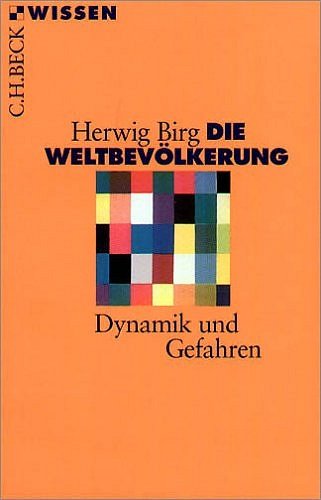 WISSEN
C.H.BECK
Herwig Birg DIE
WELTBEVÖLKERUNG
Dynamik und
Gefahren